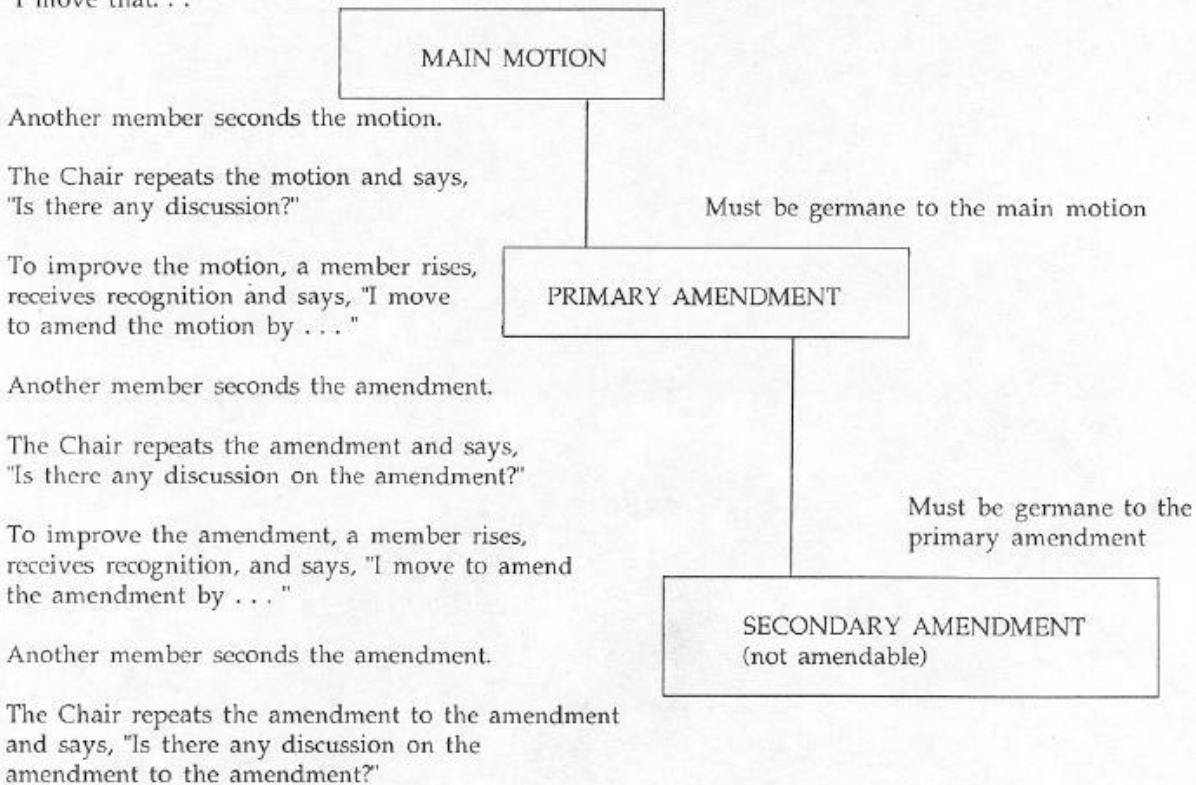 "I move that. . .
MAIN MOTION
Another member seconds the motion.
The Chair repeats the motion and says,
"Is there any discussion?"
Must be germane to the main motion
To improve the motion, a member rises,
receives recognition and says, "I move
to amend the motion by . . . "
PRIMARY AMENDMENT
Another member seconds the amendment.
The Chair repeats the amendment and says,
"Is there any discussion on the amendment?"
Must be germane to the
primary amendment
To improve the amendment, a member rises,
receives recognition, and says, "I move to amend
the amendment by . . . "
SECONDARY AMENDMENT
(not amendable)
Another member seconds the amendment.
The Chair repeats the amendment to the amendment
and says, "Is there any discussion on the
amendment to the amendment?"